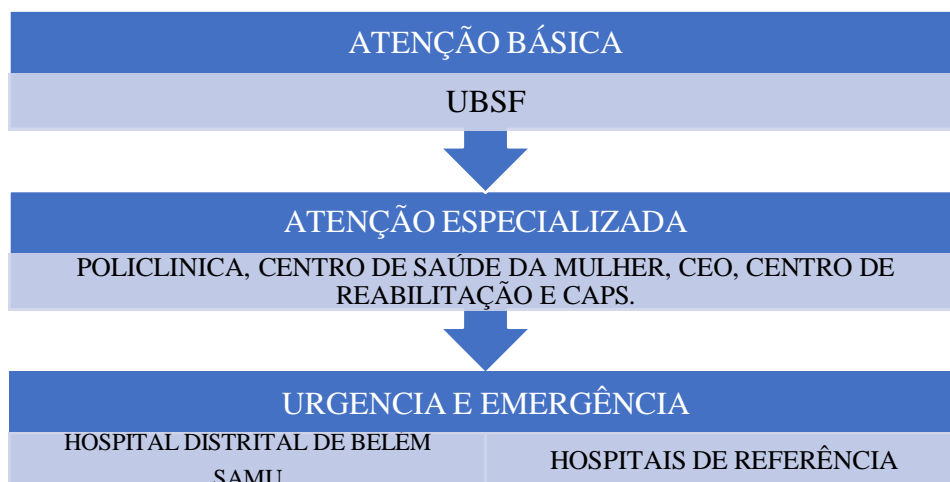 ATENÇÃO BÁSICA
UBSF
ATENÇÃO ESPECIALIZADA
POLICLINICA, CENTRO DE SAÚDE DA MULHER, CEO, CENTRO DE
REABILITAÇÃO E CAPS.
URGENCIA E EMERGÊNCIA
HOSPITAL DISTRITAL DE BELÉM
SAMU
HOSPITAIS DE REFERÊNCIA